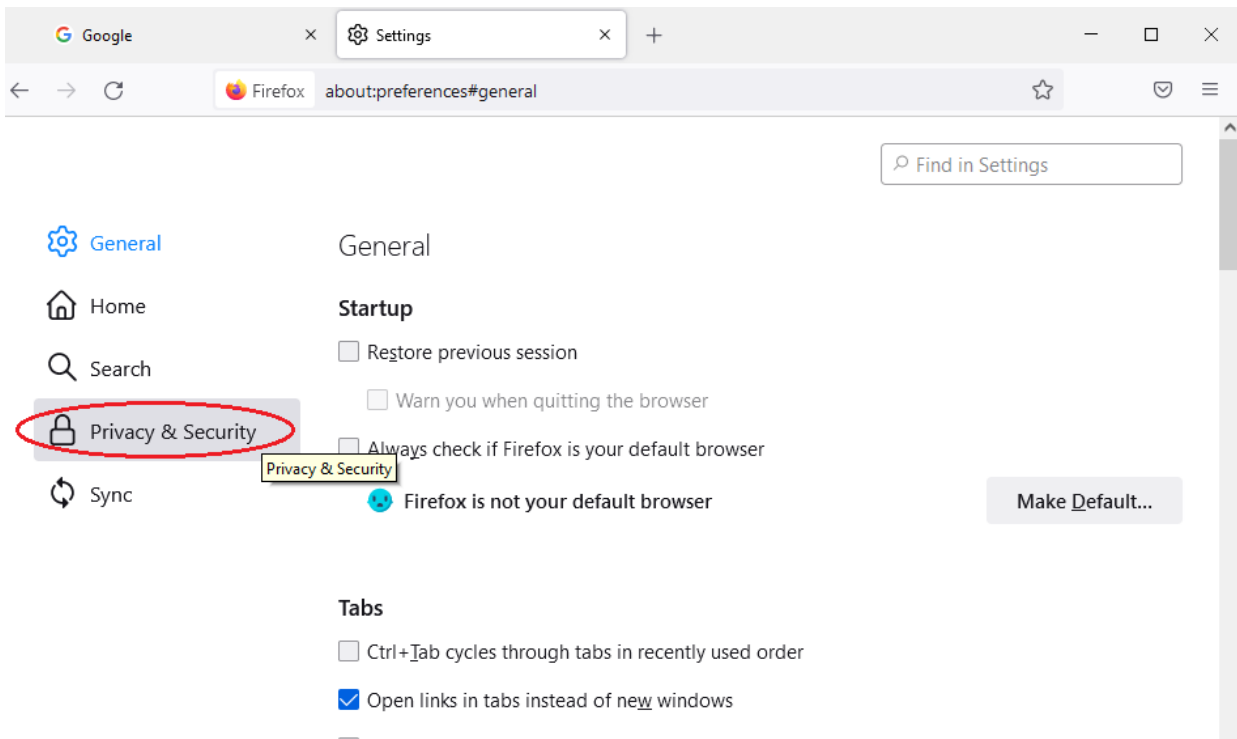 Google
Settings
Firefox about:preferences#general
Find in Settings
General
Home
Search
Privacy & Security
Privacy & Security
Sync
General
Startup
Restore previous session
Warn you when quitting the browser
Always check if Firefox is your default browser
Firefox is not your default browser
Make Default...
Tabs
Ctrl+Tab cycles through tabs in recently used order
Open links in tabs instead of new windows